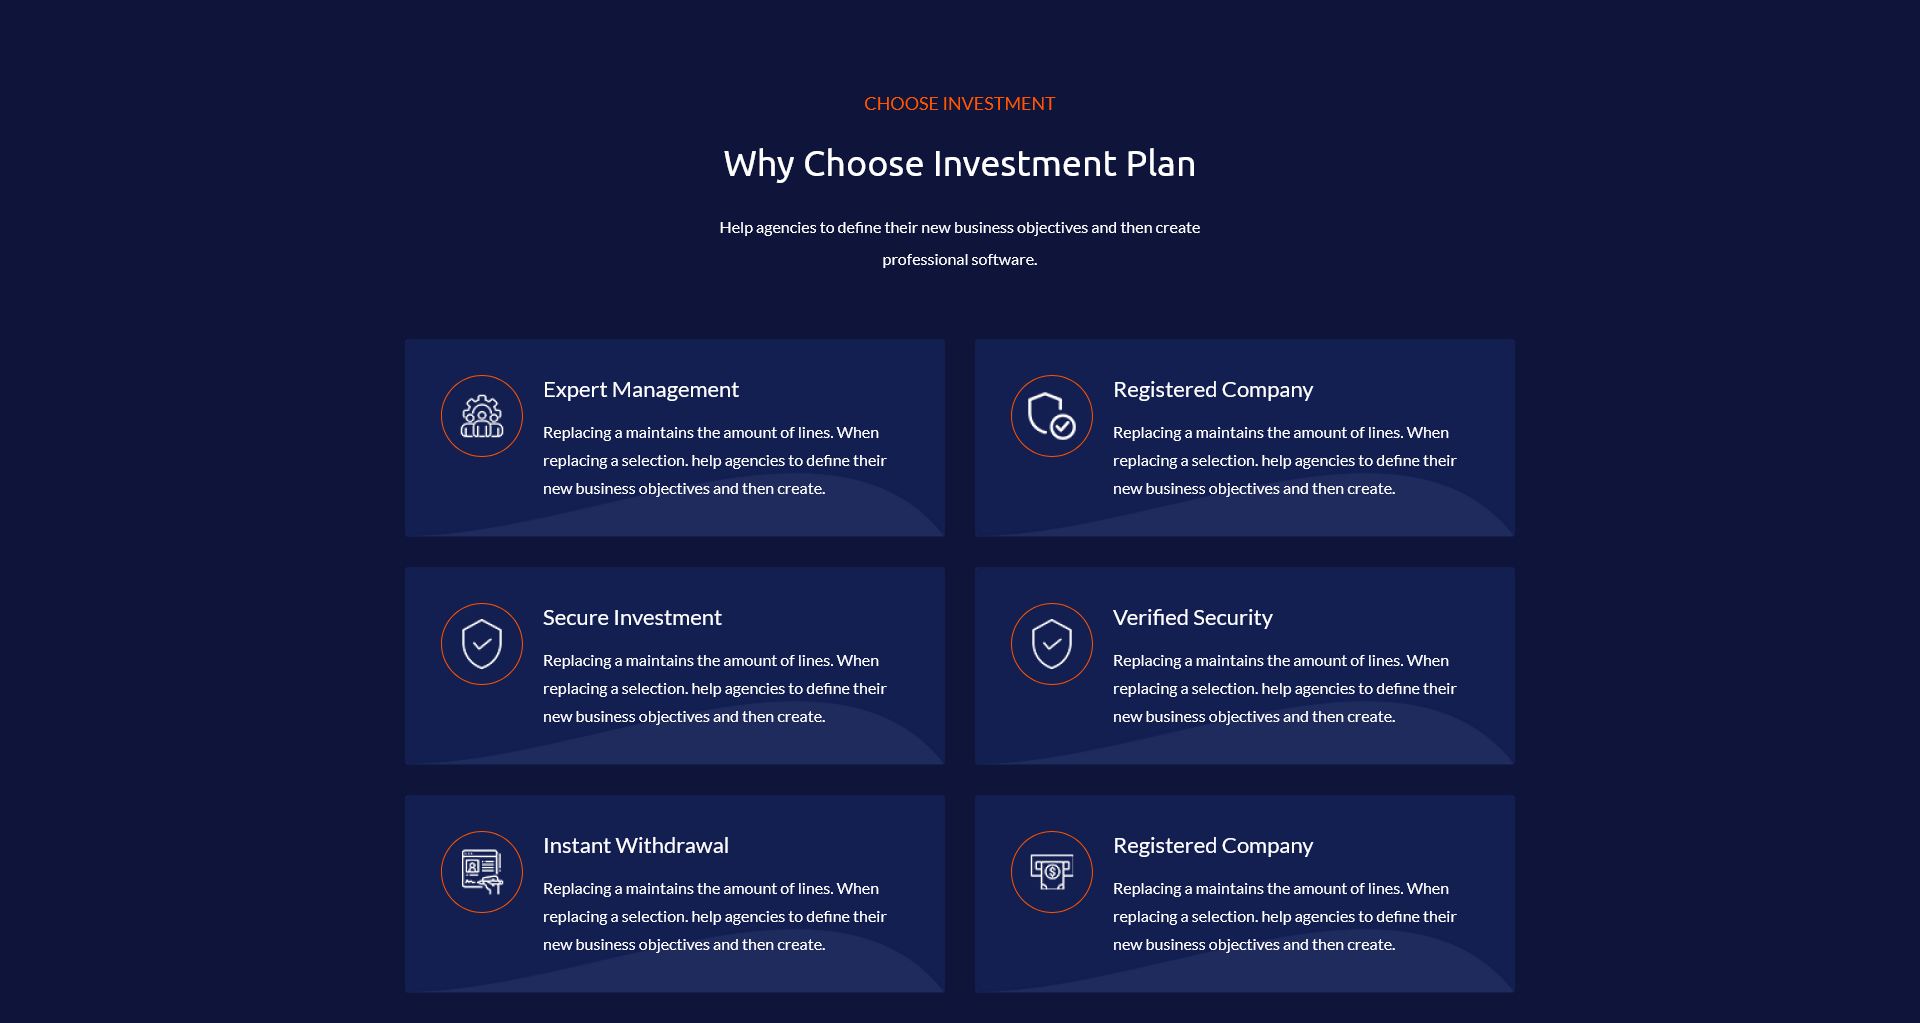 CHOOSE INVESTMENT
Why Choose Investment Plan
Help agencies to define their new business objectives and then create
professional software.
Expert Management
Replacing a maintains the amount of lines. When
replacing a selection. help agencies to define their
new business objectives and then create.
Registered Company
Replacing a maintains the amount of lines. When
replacing a selection. help agencies to define their
new business objectives and then create.
Secure Investment
Replacing a maintains the amount of lines. When
replacing a selection. help agencies to define their
new business objectives and then create.
Verified Security
Replacing a maintains the amount of lines. When
replacing a selection. help agencies to define their
new business objectives and then create.
Instant Withdrawal
Replacing a maintains the amount of lines. When
replacing a selection. help agencies to define their
new business objectives and then create.
Registered Company
Replacing a maintains the amount of lines. When
replacing a selection. help agencies to define their
new business objectives and then create.